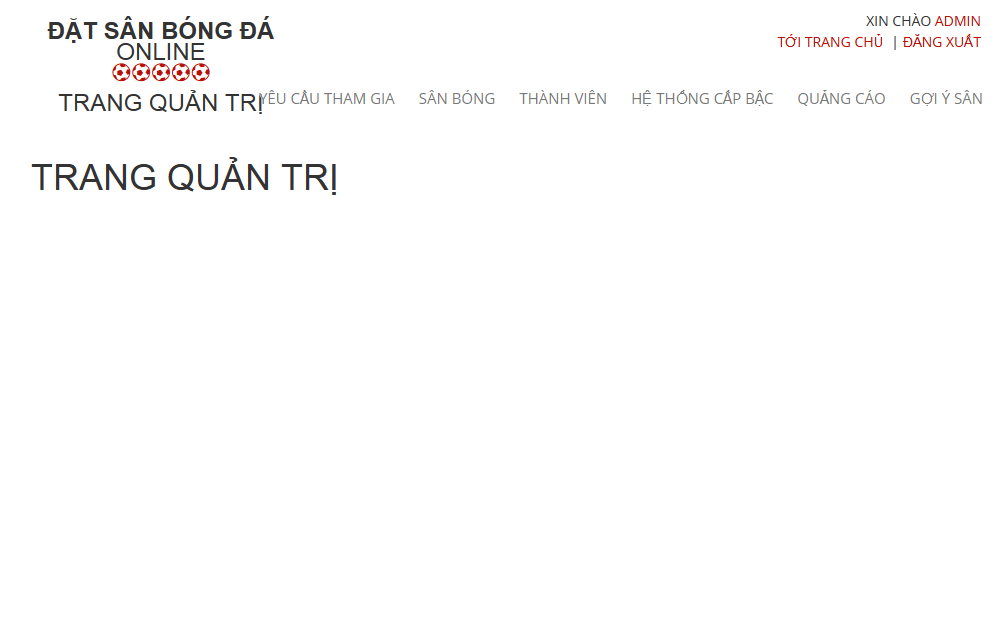 ĐẶT SÂN BÓNG ĐÁ
ONLINE
TRANG QUẢN TRỊ
XIN CHÀO ADMIN
TỚI TRANG CHỦ | ĐĂNG XUẤT
YÊU CẦU THAM GIA SÂN BÓNG THÀNH VIÊN HỆ THỐNG CẤP BẬC QUẢNG CÁO GỢI Ý SÂN
TRANG QUẢN TRỊ